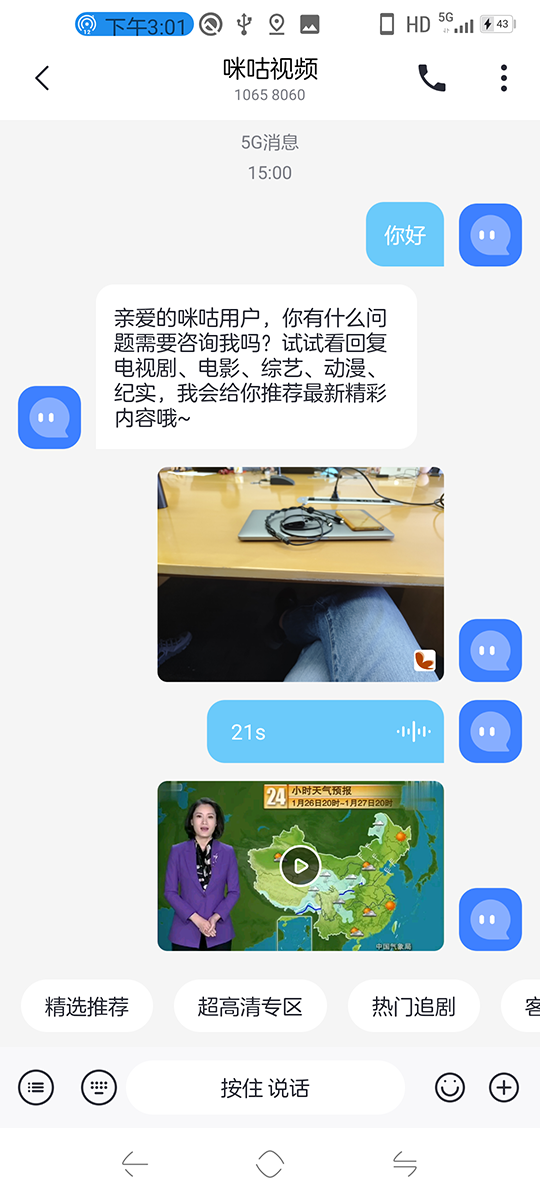 下午3:01 HD 5G 43
咪咕视频
1065 8060
5G消息
15:00
你好
亲爱的咪咕用户，你有什么问
题需要咨询我吗？试试看回复
电视剧、电影、综艺、动漫、
纪实，我会给你推荐最新精彩
内容哦~
21s
24小时天气预报
1月26日20时~1月27日20时
中国气象局
精选推荐 超高清专区 热门追剧 客
按住 说话